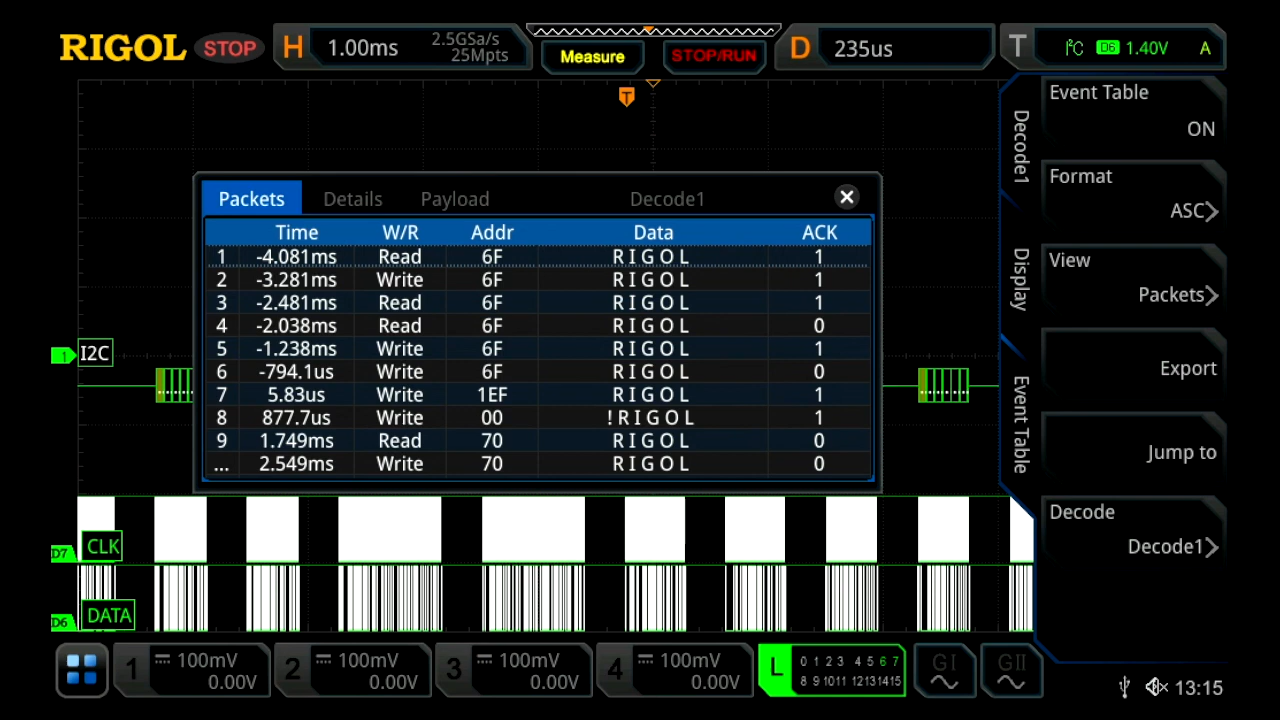 RIGOL STOP H 1.00ms 2.5GSa/s 25Mpts Measure STOP/RUN D 235us T I²C D6 1.40V A
T
Event Table
ON
Format
ASC
View
Packets
Export
Jump to
Decode
Decode1
Decode1
Display
Event Table
Packets Details Payload Decode1
Time W/R Addr Data ACK
1 -4.081ms Read 6F R I G O L 1
2 -3.281ms Write 6F R I G O L 1
3 -2.481ms Read 6F R I G O L 1
4 -2.038ms Read 6F R I G O L 0
5 -1.238ms Write 6F R I G O L 1
6 -794.1us Write 6F R I G O L 0
7 5.83us Write 1EF R I G O L 1
8 877.7us Write 00 ! R I G O L 1
9 1.749ms Read 70 R I G O L 0
... 2.549ms Write 70 R I G O L 0
1 I2C
D7 CLK
D6 DATA
1 100mV 0.00V
2 100mV 0.00V
3 100mV 0.00V
4 100mV 0.00V
L 0 1 2 3 4 5 6 7
8 9 10 11 12 13 14 15
GI
GII
13:15